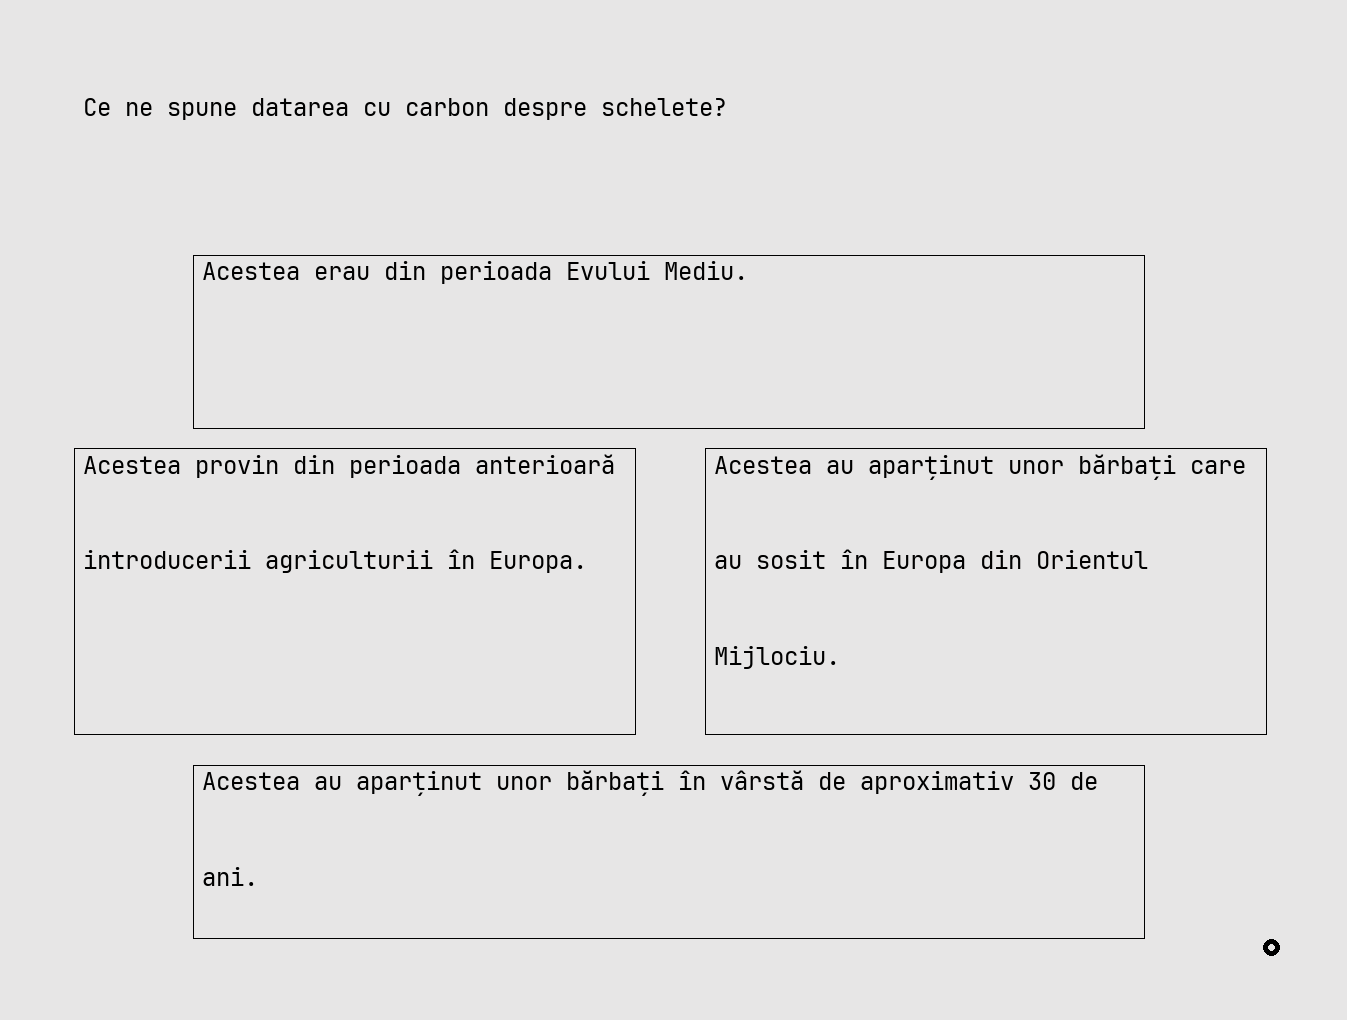 Ce ne spune datarea cu carbon despre schelete?
Acestea erau din perioada Evului Mediu.
Acestea provin din perioada anterioară
introducerii agriculturii în Europa.
Acestea au aparținut unor bărbați care
au sosit în Europa din Orientul
Mijlociu.
Acestea au aparținut unor bărbați în vârstă de aproximativ 30 de
ani.